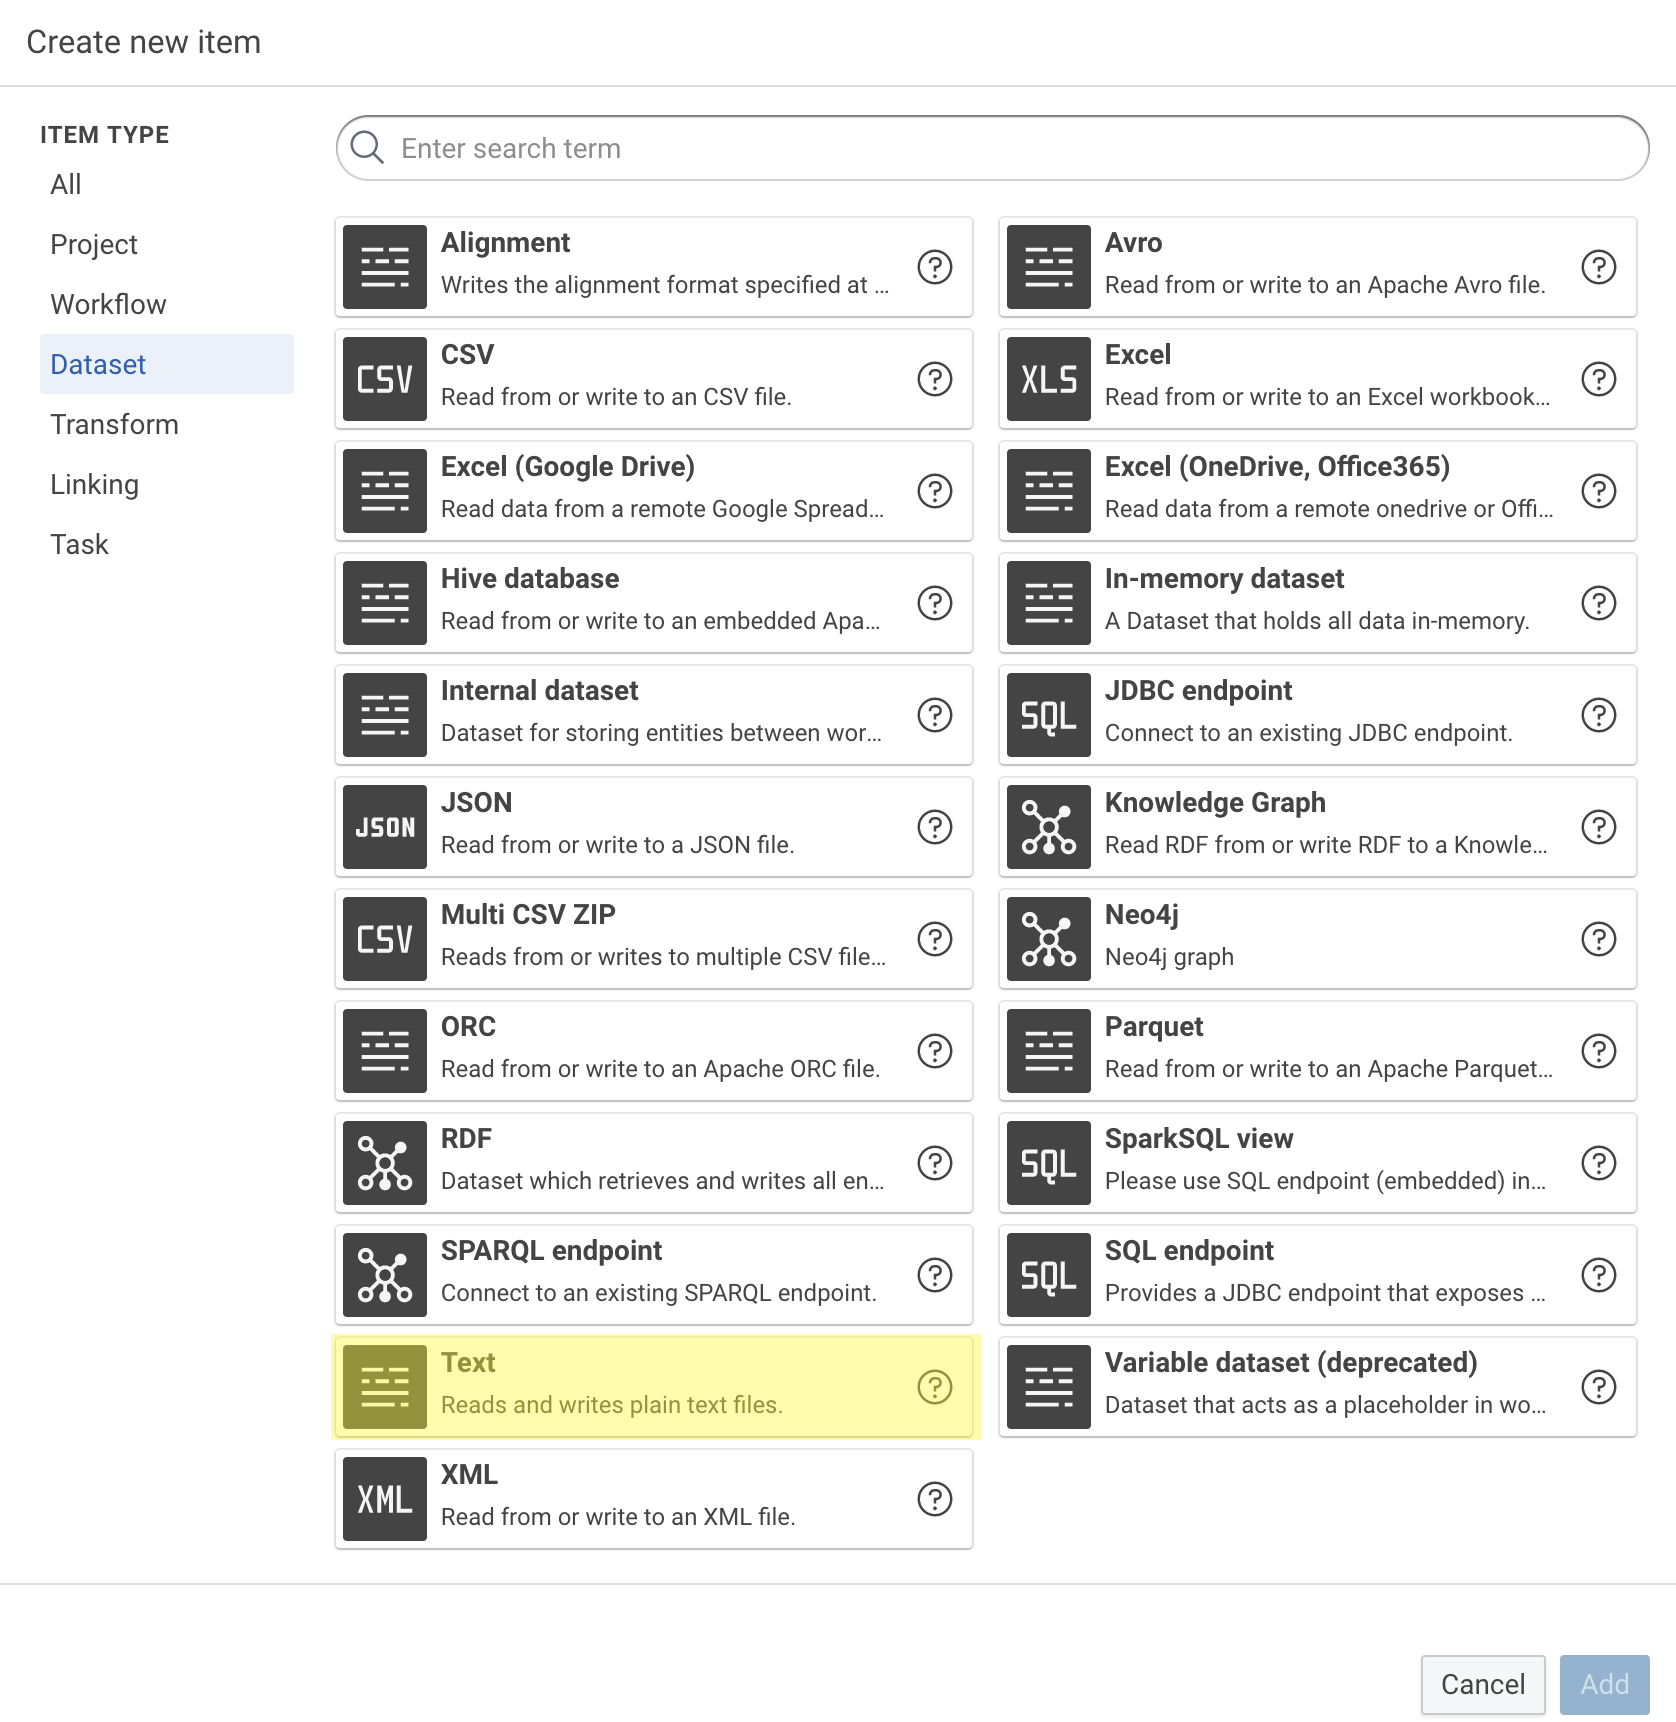 Create new item
ITEM TYPE
All
Project
Workflow
Dataset
Transform
Linking
Task
Enter search term
Alignment
Writes the alignment format specified at ...
Avro
Read from or write to an Apache Avro file.
CSV
CSV
Read from or write to an CSV file.
XLS
Excel
Read from or write to an Excel workbook...
Excel (Google Drive)
Read data from a remote Google Spread...
Excel (OneDrive, Office365)
Read data from a remote onedrive or Offi...
Hive database
Read from or write to an embedded Apa...
In-memory dataset
A Dataset that holds all data in-memory.
Internal dataset
Dataset for storing entities between wor...
SQL
JDBC endpoint
Connect to an existing JDBC endpoint.
JSON
JSON
Read from or write to a JSON file.
Knowledge Graph
Read RDF from or write RDF to a Knowle...
CSV
Multi CSV ZIP
Reads from or writes to multiple CSV file...
Neo4j
Neo4j graph
ORC
Read from or write to an Apache ORC file.
Parquet
Read from or write to an Apache Parquet...
RDF
Dataset which retrieves and writes all en...
SQL
SparkSQL view
Please use SQL endpoint (embedded) in...
SPARQL endpoint
Connect to an existing SPARQL endpoint.
SQL
SQL endpoint
Provides a JDBC endpoint that exposes ...
Text
Reads and writes plain text files.
Variable dataset (deprecated)
Dataset that acts as a placeholder in wo...
XML
XML
Read from or write to an XML file.
Cancel
Add